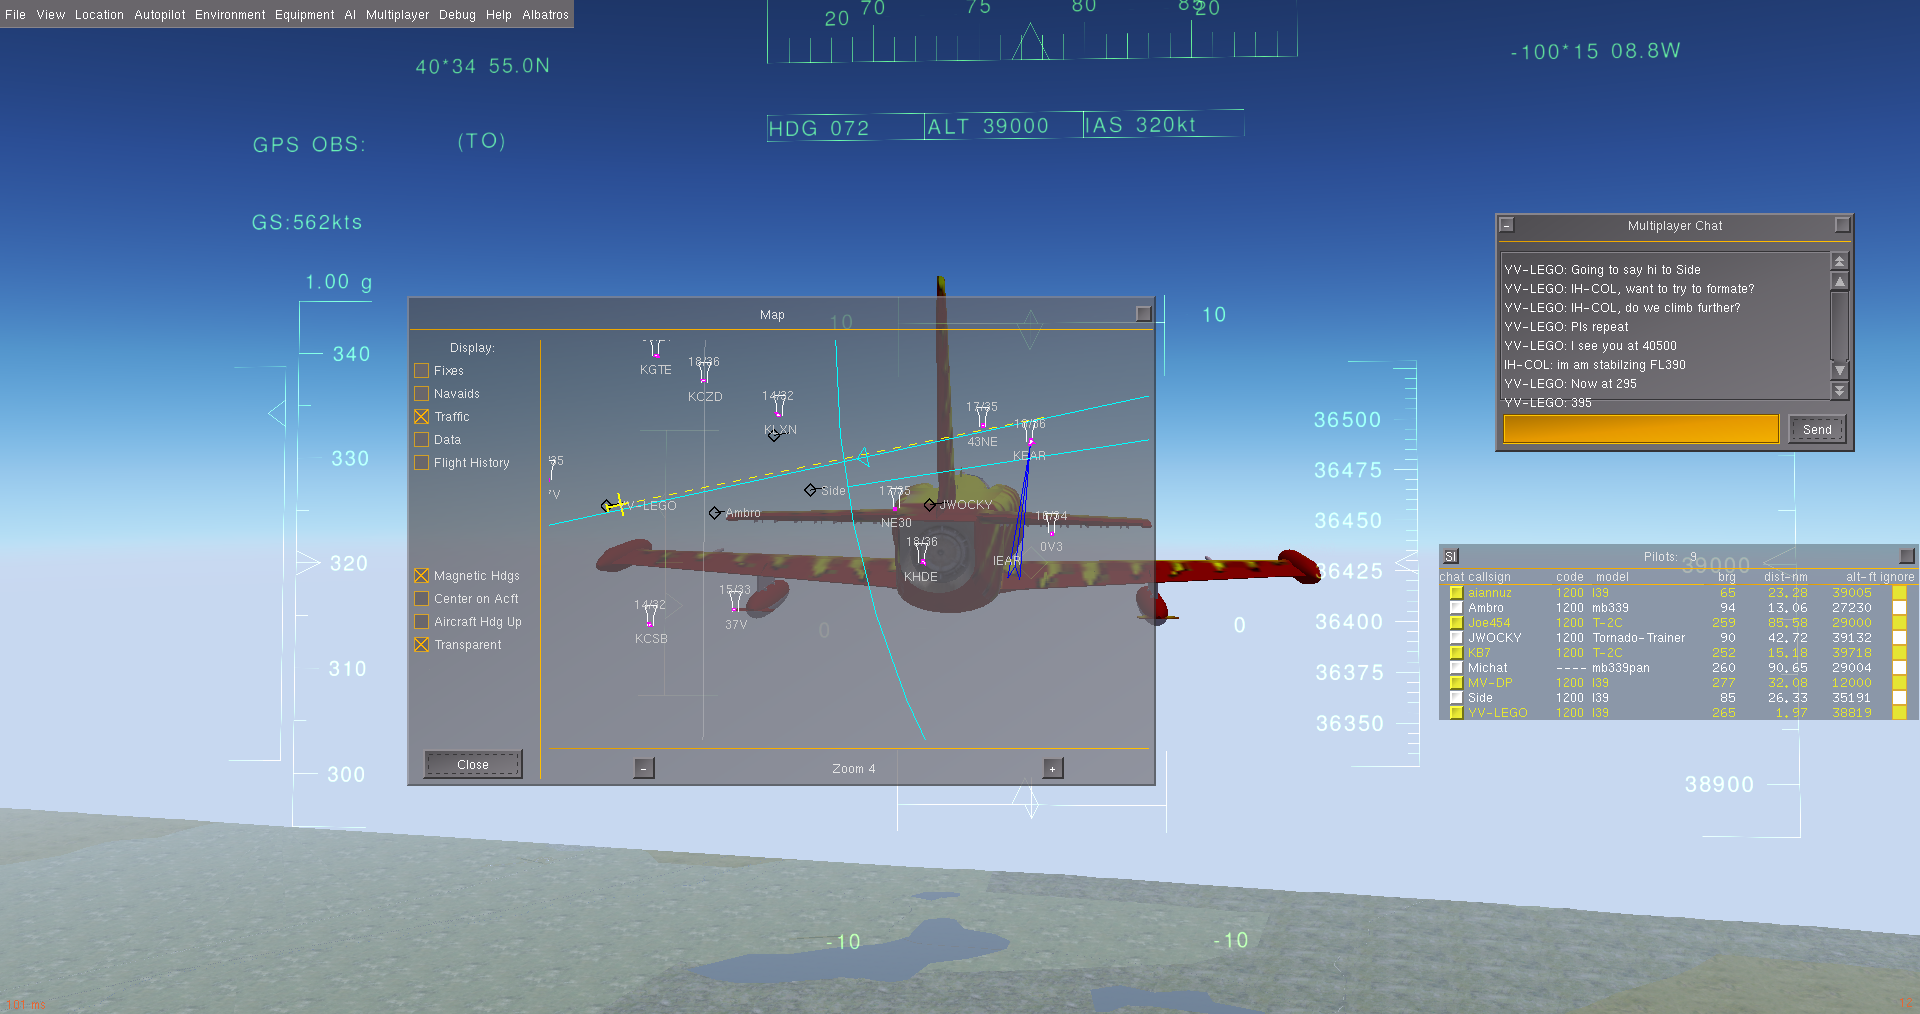 File View Location Autopilot Environment Equipment AI Multiplayer Debug Help Albatros
20 70 75 80 85 20
40*34 55.0N
-100*15 08.8W
HDG 072 ALT 39000 IAS 320kt
GPS OBS: (TO)
GS:562kts
1.00 g
340
330
320
310
300
10
10
0
0
-10
-10
36500
36475
36450
36425
36400
36375
36350
39000
38900
Map
Display:
Fixes
Navaids
Traffic
Data
Flight History
Magnetic Hdgs
Center on Acft
Aircraft Hdg Up
Transparent
Close
KGTE
18/36
KCZD
14/32
KLXN
17/35
43NE
KEAR
Side
17/35
NE30
JWOCKY
V-LEGO
Ambro
18/36
KHDE
IEAR
16/34
0V3
15/33
37V
14/32
KCSB
-
Zoom 4
+
Multiplayer Chat
YV-LEGO: Going to say hi to Side
YV-LEGO: IH-COL, want to try to formate?
YV-LEGO: IH-COL, do we climb further?
YV-LEGO: Pls repeat
YV-LEGO: I see you at 40500
IH-COL: im am stabilzing FL390
YV-LEGO: Now at 295
YV-LEGO: 395
Send
SI Pilots: 9
chat callsign code model brg dist-nm alt-ft ignore
aiannuz 1200 l39 65 23.28 39005
Ambro 1200 mb339 94 13.06 27230
Joe454 1200 T-2C 259 85.58 29000
JWOCKY 1200 Tornado-Trainer 90 42.72 39132
KB7 1200 T-2C 252 15.18 39718
Michat ---- mb339pan 260 90.65 29004
MV-DP 1200 l39 277 32.08 12000
Side 1200 l39 85 26.33 35191
YV-LEGO 1200 l39 265 1.97 38819